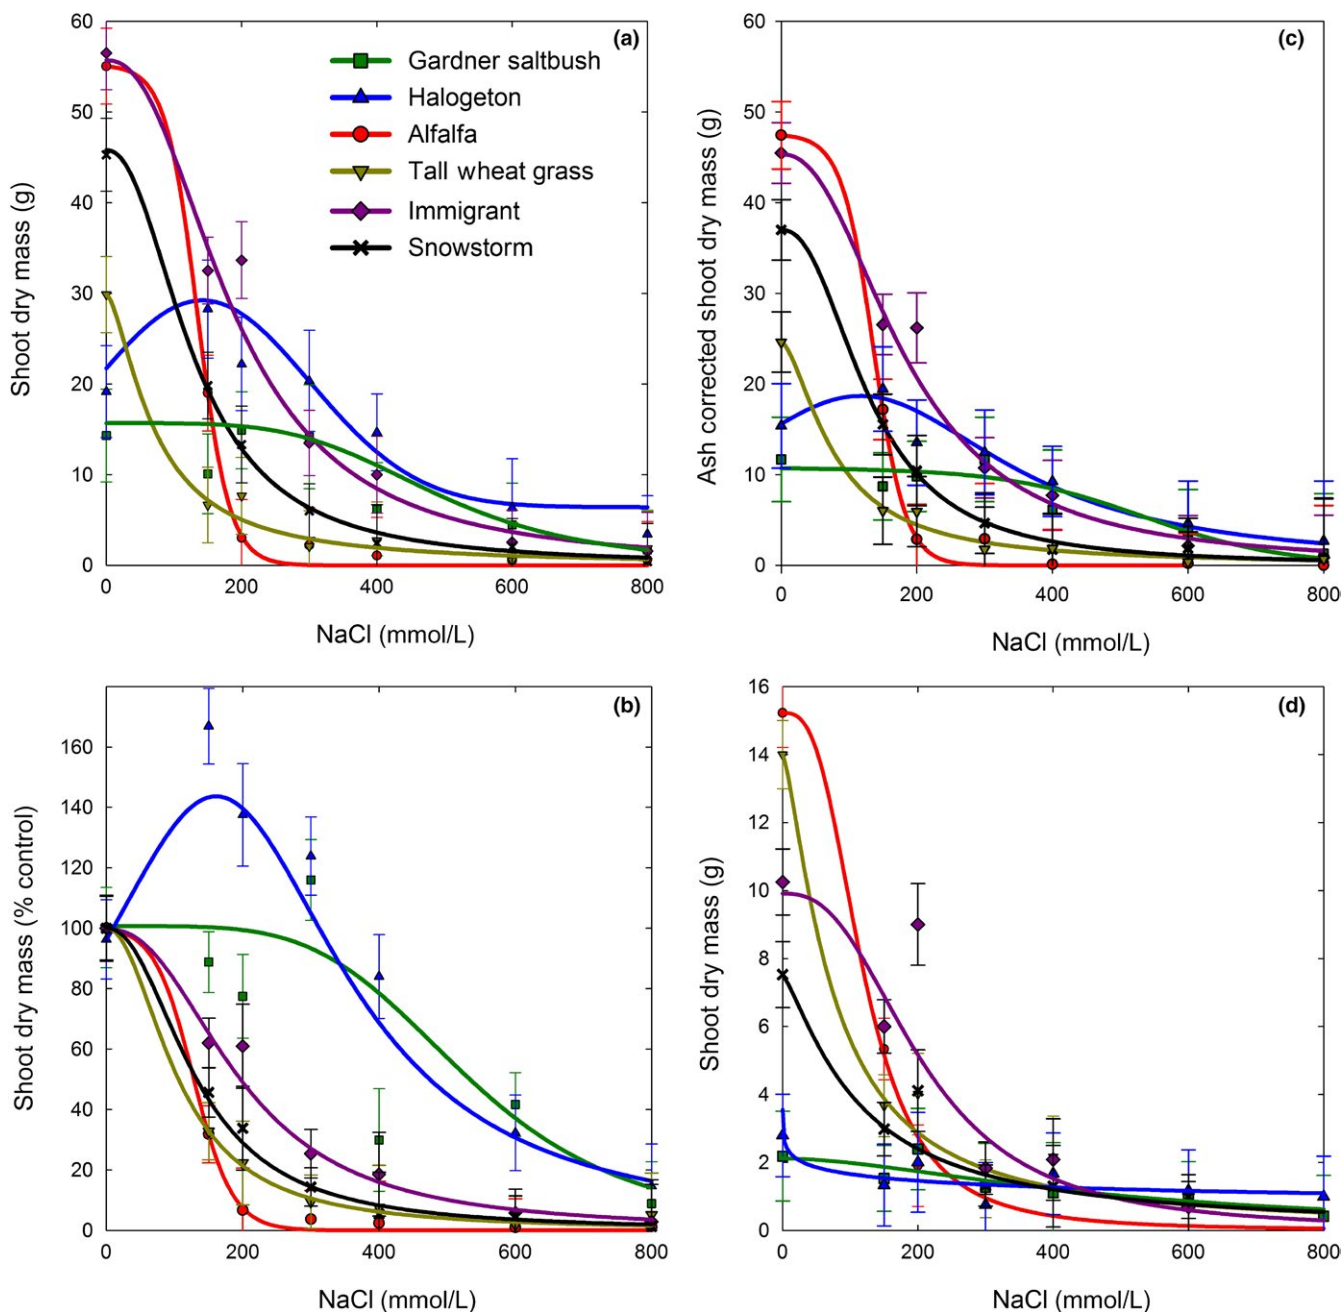 (a)
Gardner saltbush
Halogeton
Alfalfa
Tall wheat grass
Immigrant
Snowstorm
Shoot dry mass (g)
60
50
40
30
20
10
0
0 200 400 600 800
NaCl (mmol/L)
(c)
Ash corrected shoot dry mass (g)
60
50
40
30
20
10
0
0 200 400 600 800
NaCl (mmol/L)
(b)
Shoot dry mass (% control)
160
140
120
100
80
60
40
20
0
0 200 400 600 800
NaCl (mmol/L)
(d)
Shoot dry mass (g)
16
14
12
10
8
6
4
2
0
0 200 400 600 800
NaCl (mmol/L)